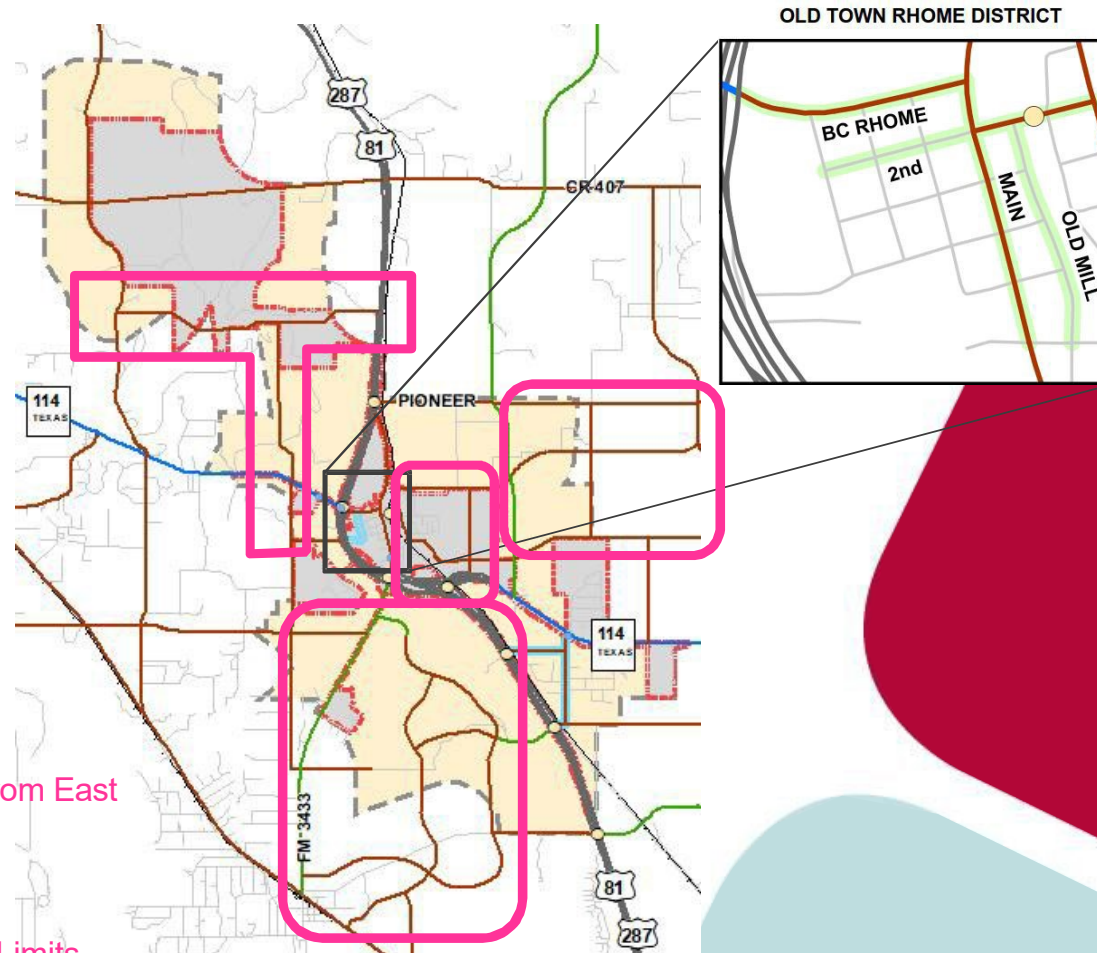 OLD TOWN RHOME DISTRICT
BC RHOME
2nd
MAIN
OLD MILL
287
81
CR 407
114
TEXAS
PIONEER
114
TEXAS
om East
FM 3433
81
287
Limits